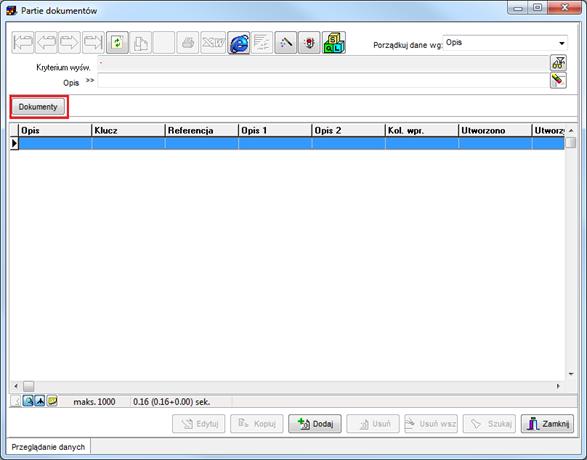 Partie dokumentów
Porządkuj dane wg: Opis
Kryterium wyśw.
Opis >>
Dokumenty
Opis Klucz Referencja Opis 1 Opis 2 Kol. wpr. Utworzono Utworzy
maks. 1000 0.16 (0.16+0.00) sek.
Edytuj Kopiuj Dodaj Usuń Usuń wsz Szukaj Zamknij
Przeglądanie danych